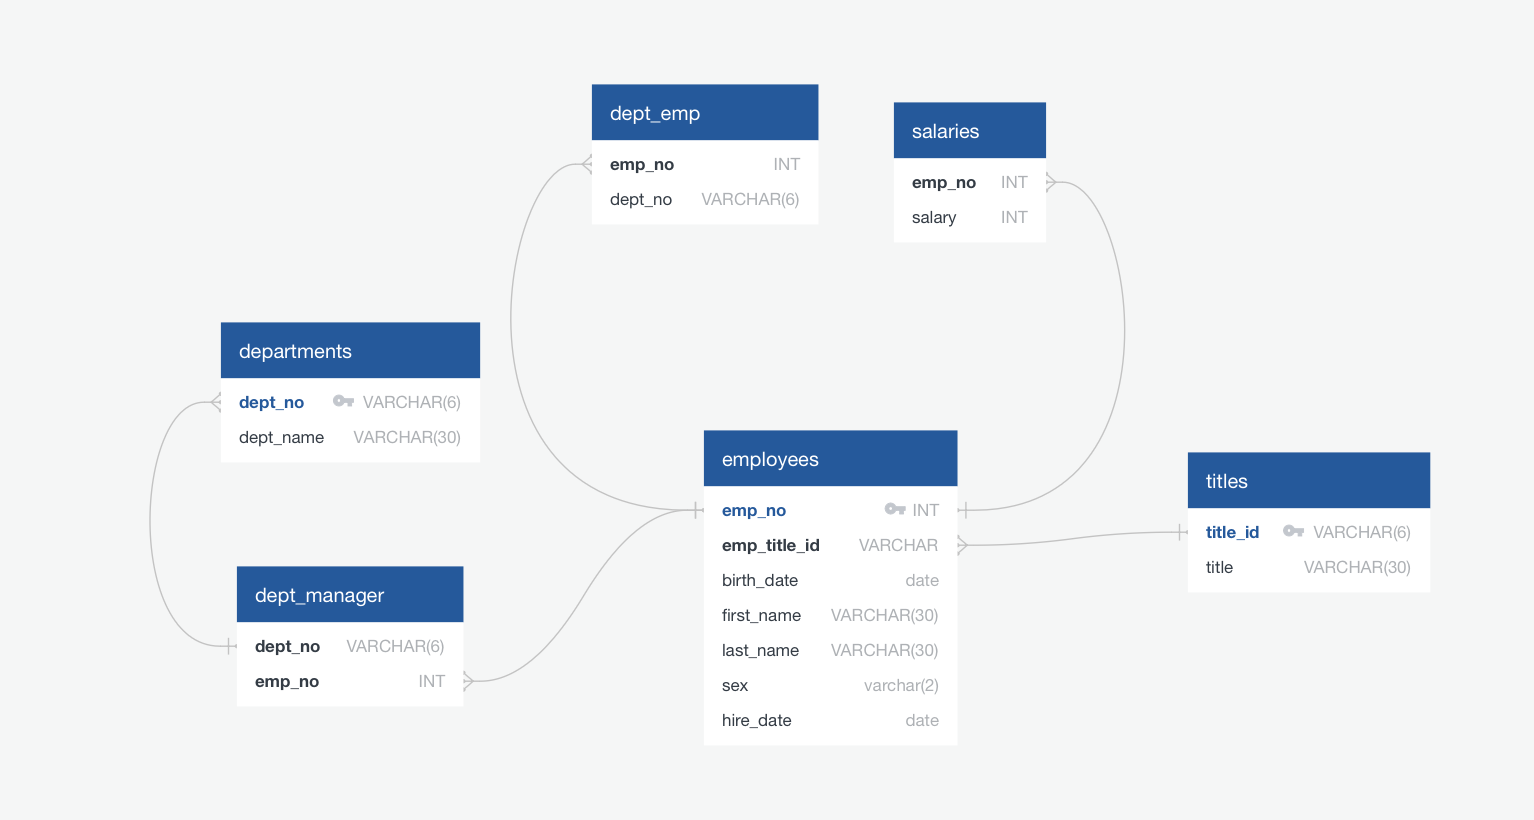 dept_emp
emp_no INT
dept_no VARCHAR(6)
salaries
emp_no INT
salary INT
departments
dept_no VARCHAR(6)
dept_name VARCHAR(30)
employees
emp_no INT
emp_title_id VARCHAR
birth_date date
first_name VARCHAR(30)
last_name VARCHAR(30)
sex varchar(2)
hire_date date
titles
title_id VARCHAR(6)
title VARCHAR(30)
dept_manager
dept_no VARCHAR(6)
emp_no INT